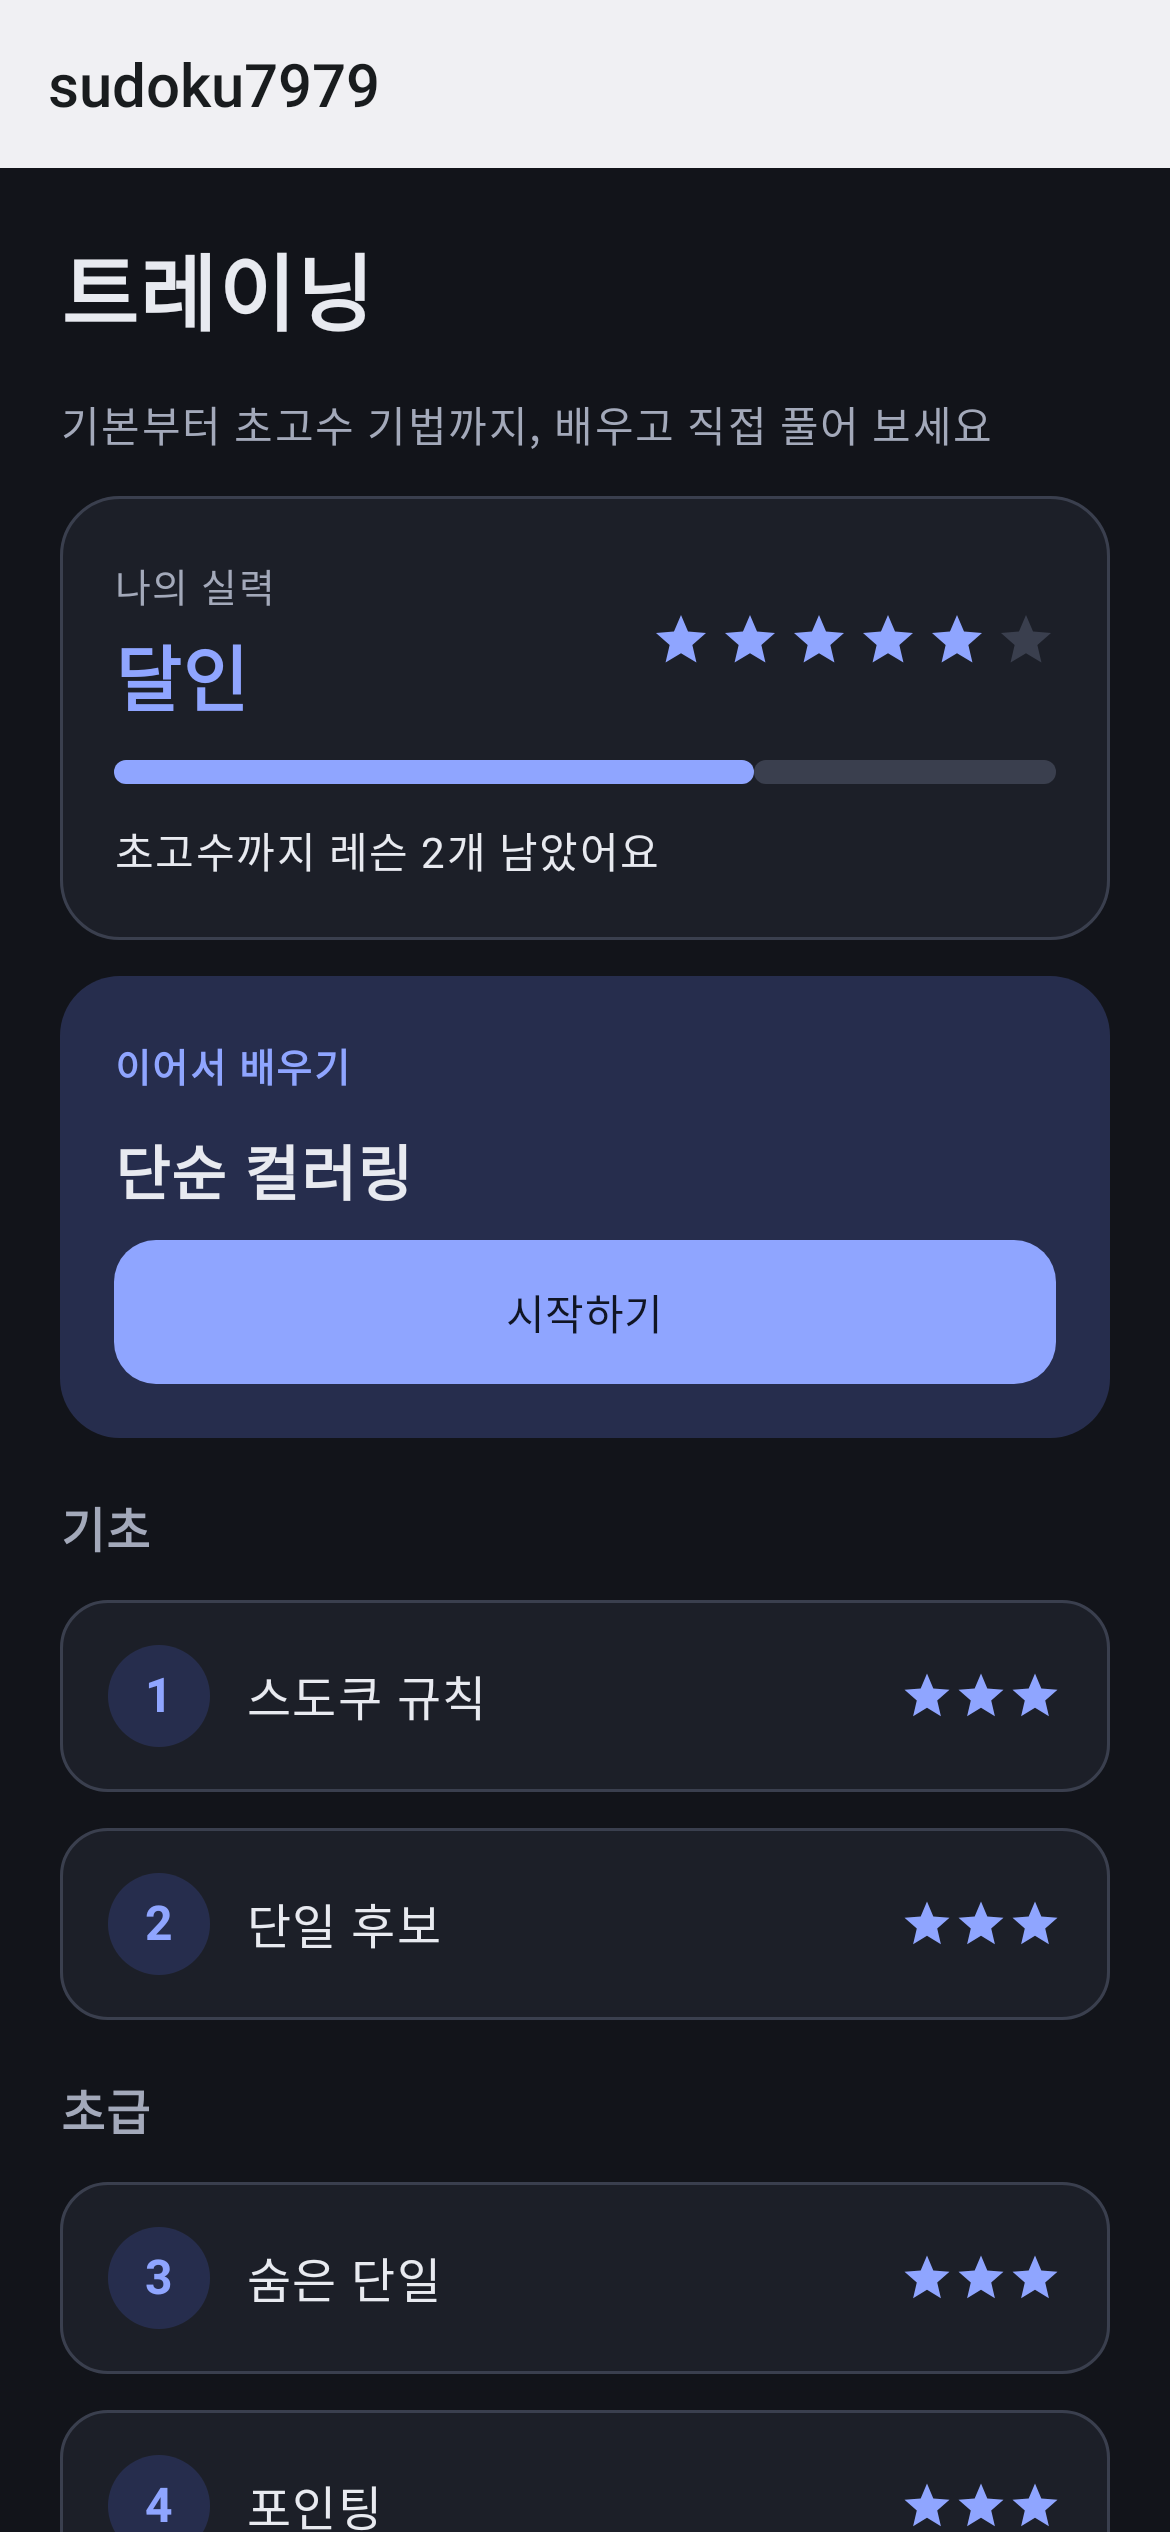 sudoku7979
트레이닝
기본부터 초고수 기법까지, 배우고 직접 풀어 보세요
나의 실력
달인
초고수까지 레슨 2개 남았어요
이어서 배우기
단순 컬러링
시작하기
기초
1 스도쿠 규칙
2 단일 후보
초급
3 숨은 단일
4 포인팅